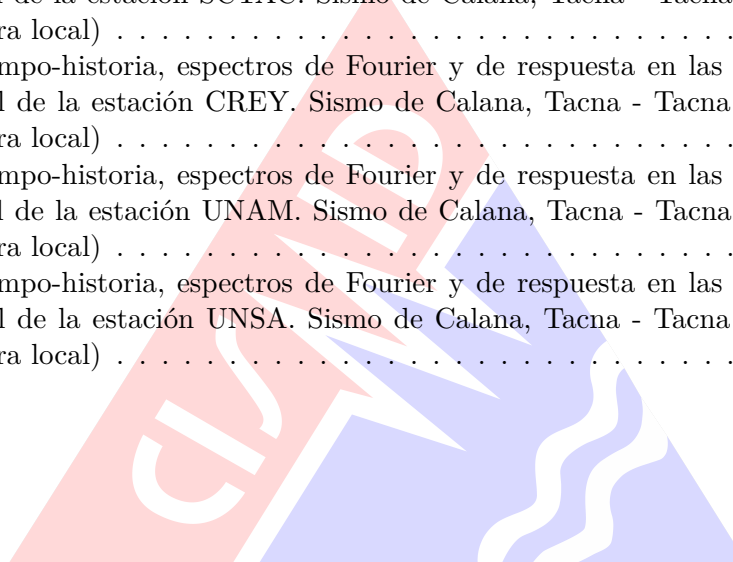 de la estación SCTAC. Sismo de Calana, Tacna - Tacna
ra local) . . . . . . . . . . . . . . . . . . . . . . . . . . . .
mpo-historia, espectros de Fourier y de respuesta en las
l de la estación CREY. Sismo de Calana, Tacna - Tacna
ra local) . . . . . . . . . . . . . . . . . . . . . . . . . . . .
mpo-historia, espectros de Fourier y de respuesta en las
l de la estación UNAM. Sismo de Calana, Tacna - Tacna
ra local) . . . . . . . . . . . . . . . . . . . . . . . . . . . .
mpo-historia, espectros de Fourier y de respuesta en las
l de la estación UNSA. Sismo de Calana, Tacna - Tacna
ra local) . . . . . . . . . . . . . . . . . . . . . . . . . . . .
CISMID